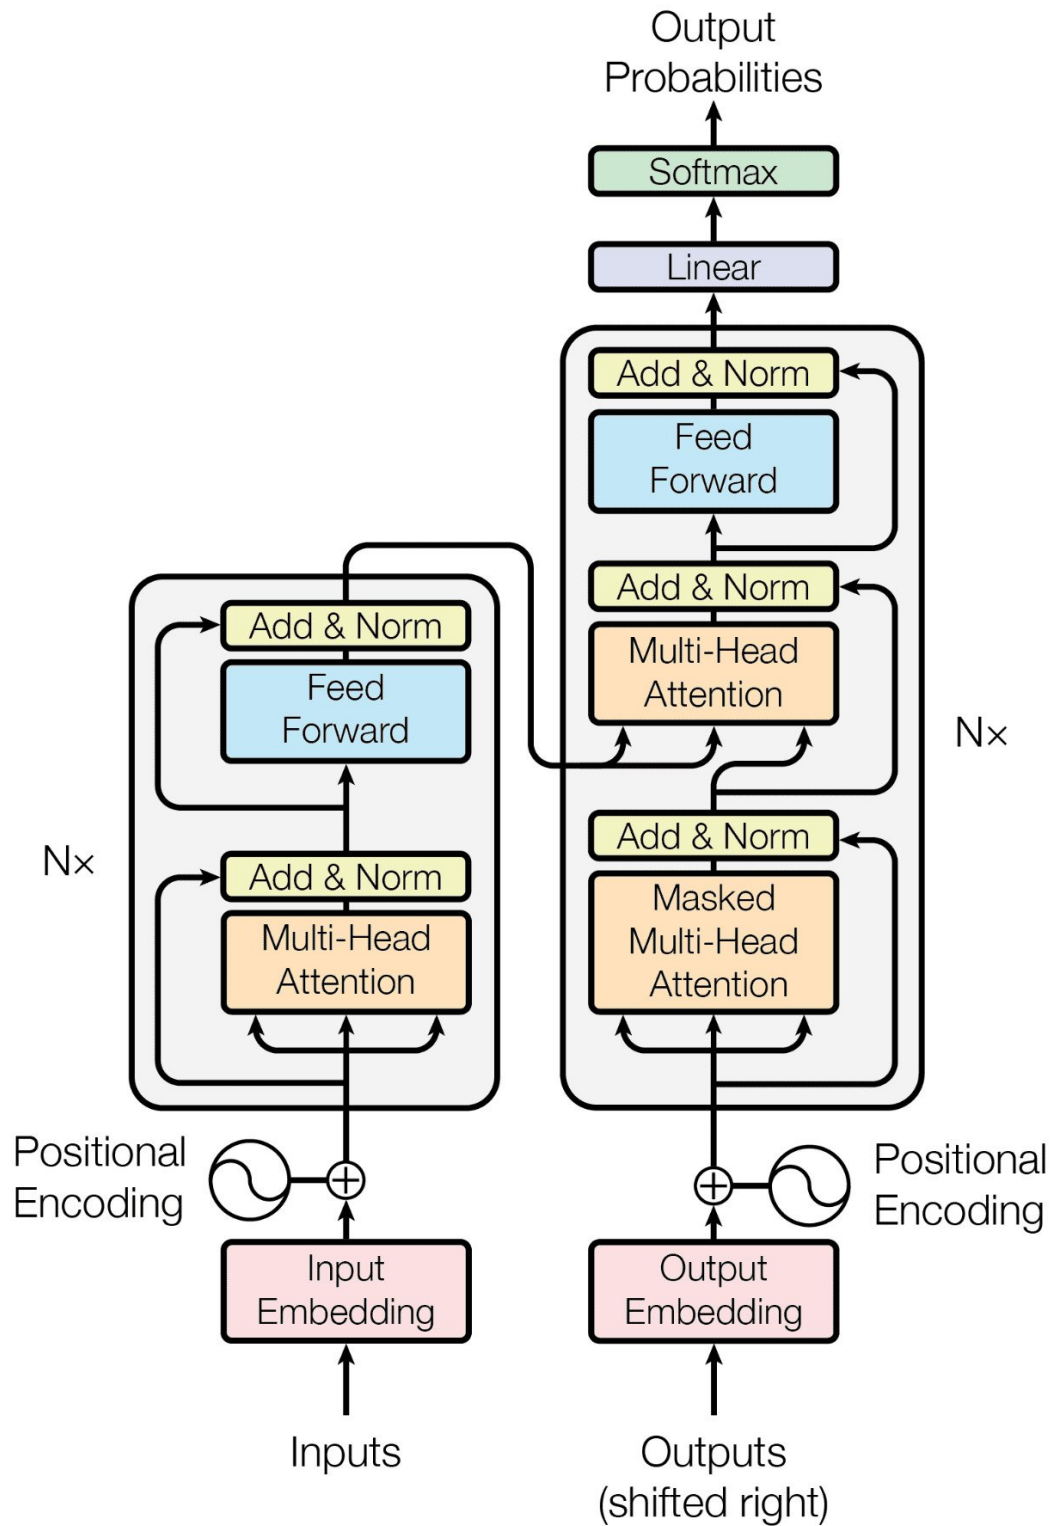 Output
Probabilities
Softmax
Linear
Add & Norm
Feed
Forward
Add & Norm
Multi-Head
Attention
Add & Norm
Masked
Multi-Head
Attention
N×
Add & Norm
Feed
Forward
Add & Norm
Multi-Head
Attention
N×
Positional
Encoding
Positional
Encoding
Input
Embedding
Output
Embedding
Inputs
Outputs
(shifted right)